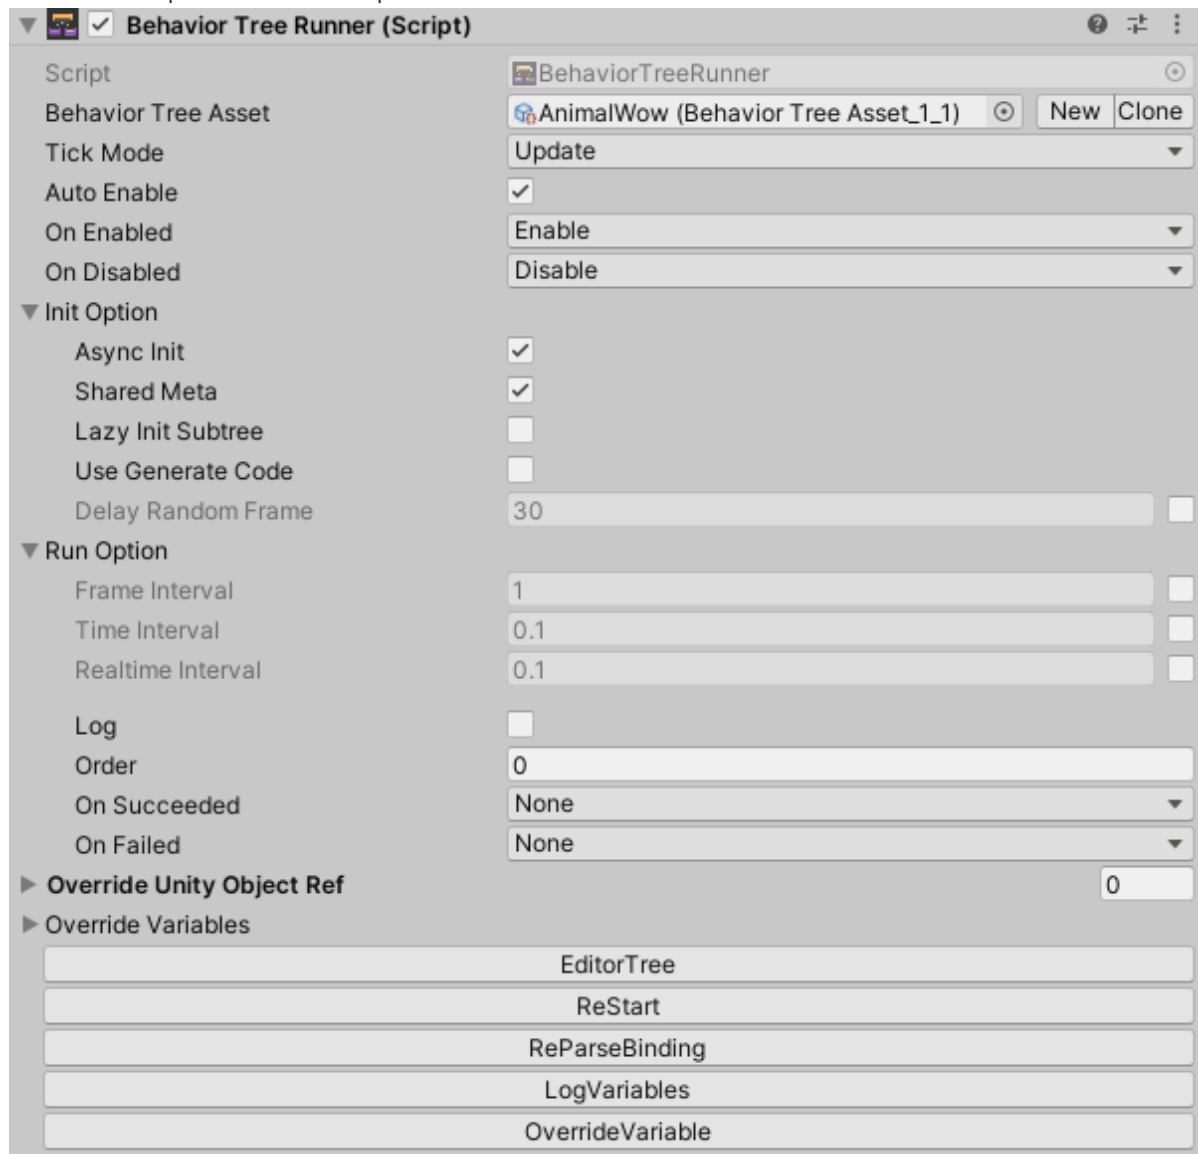 Behavior Tree Runner (Script)
Script BehaviorTreeRunner
Behavior Tree Asset AnimalWow (Behavior Tree Asset_1_1) New Clone
Tick Mode Update
Auto Enable
On Enabled Enable
On Disabled Disable
Init Option
Async Init
Shared Meta
Lazy Init Subtree
Use Generate Code
Delay Random Frame 30
Run Option
Frame Interval 1
Time Interval 0.1
Realtime Interval 0.1
Log
Order 0
On Succeeded None
On Failed None
Override Unity Object Ref 0
Override Variables
EditorTree
ReStart
ReParseBinding
LogVariables
OverrideVariable